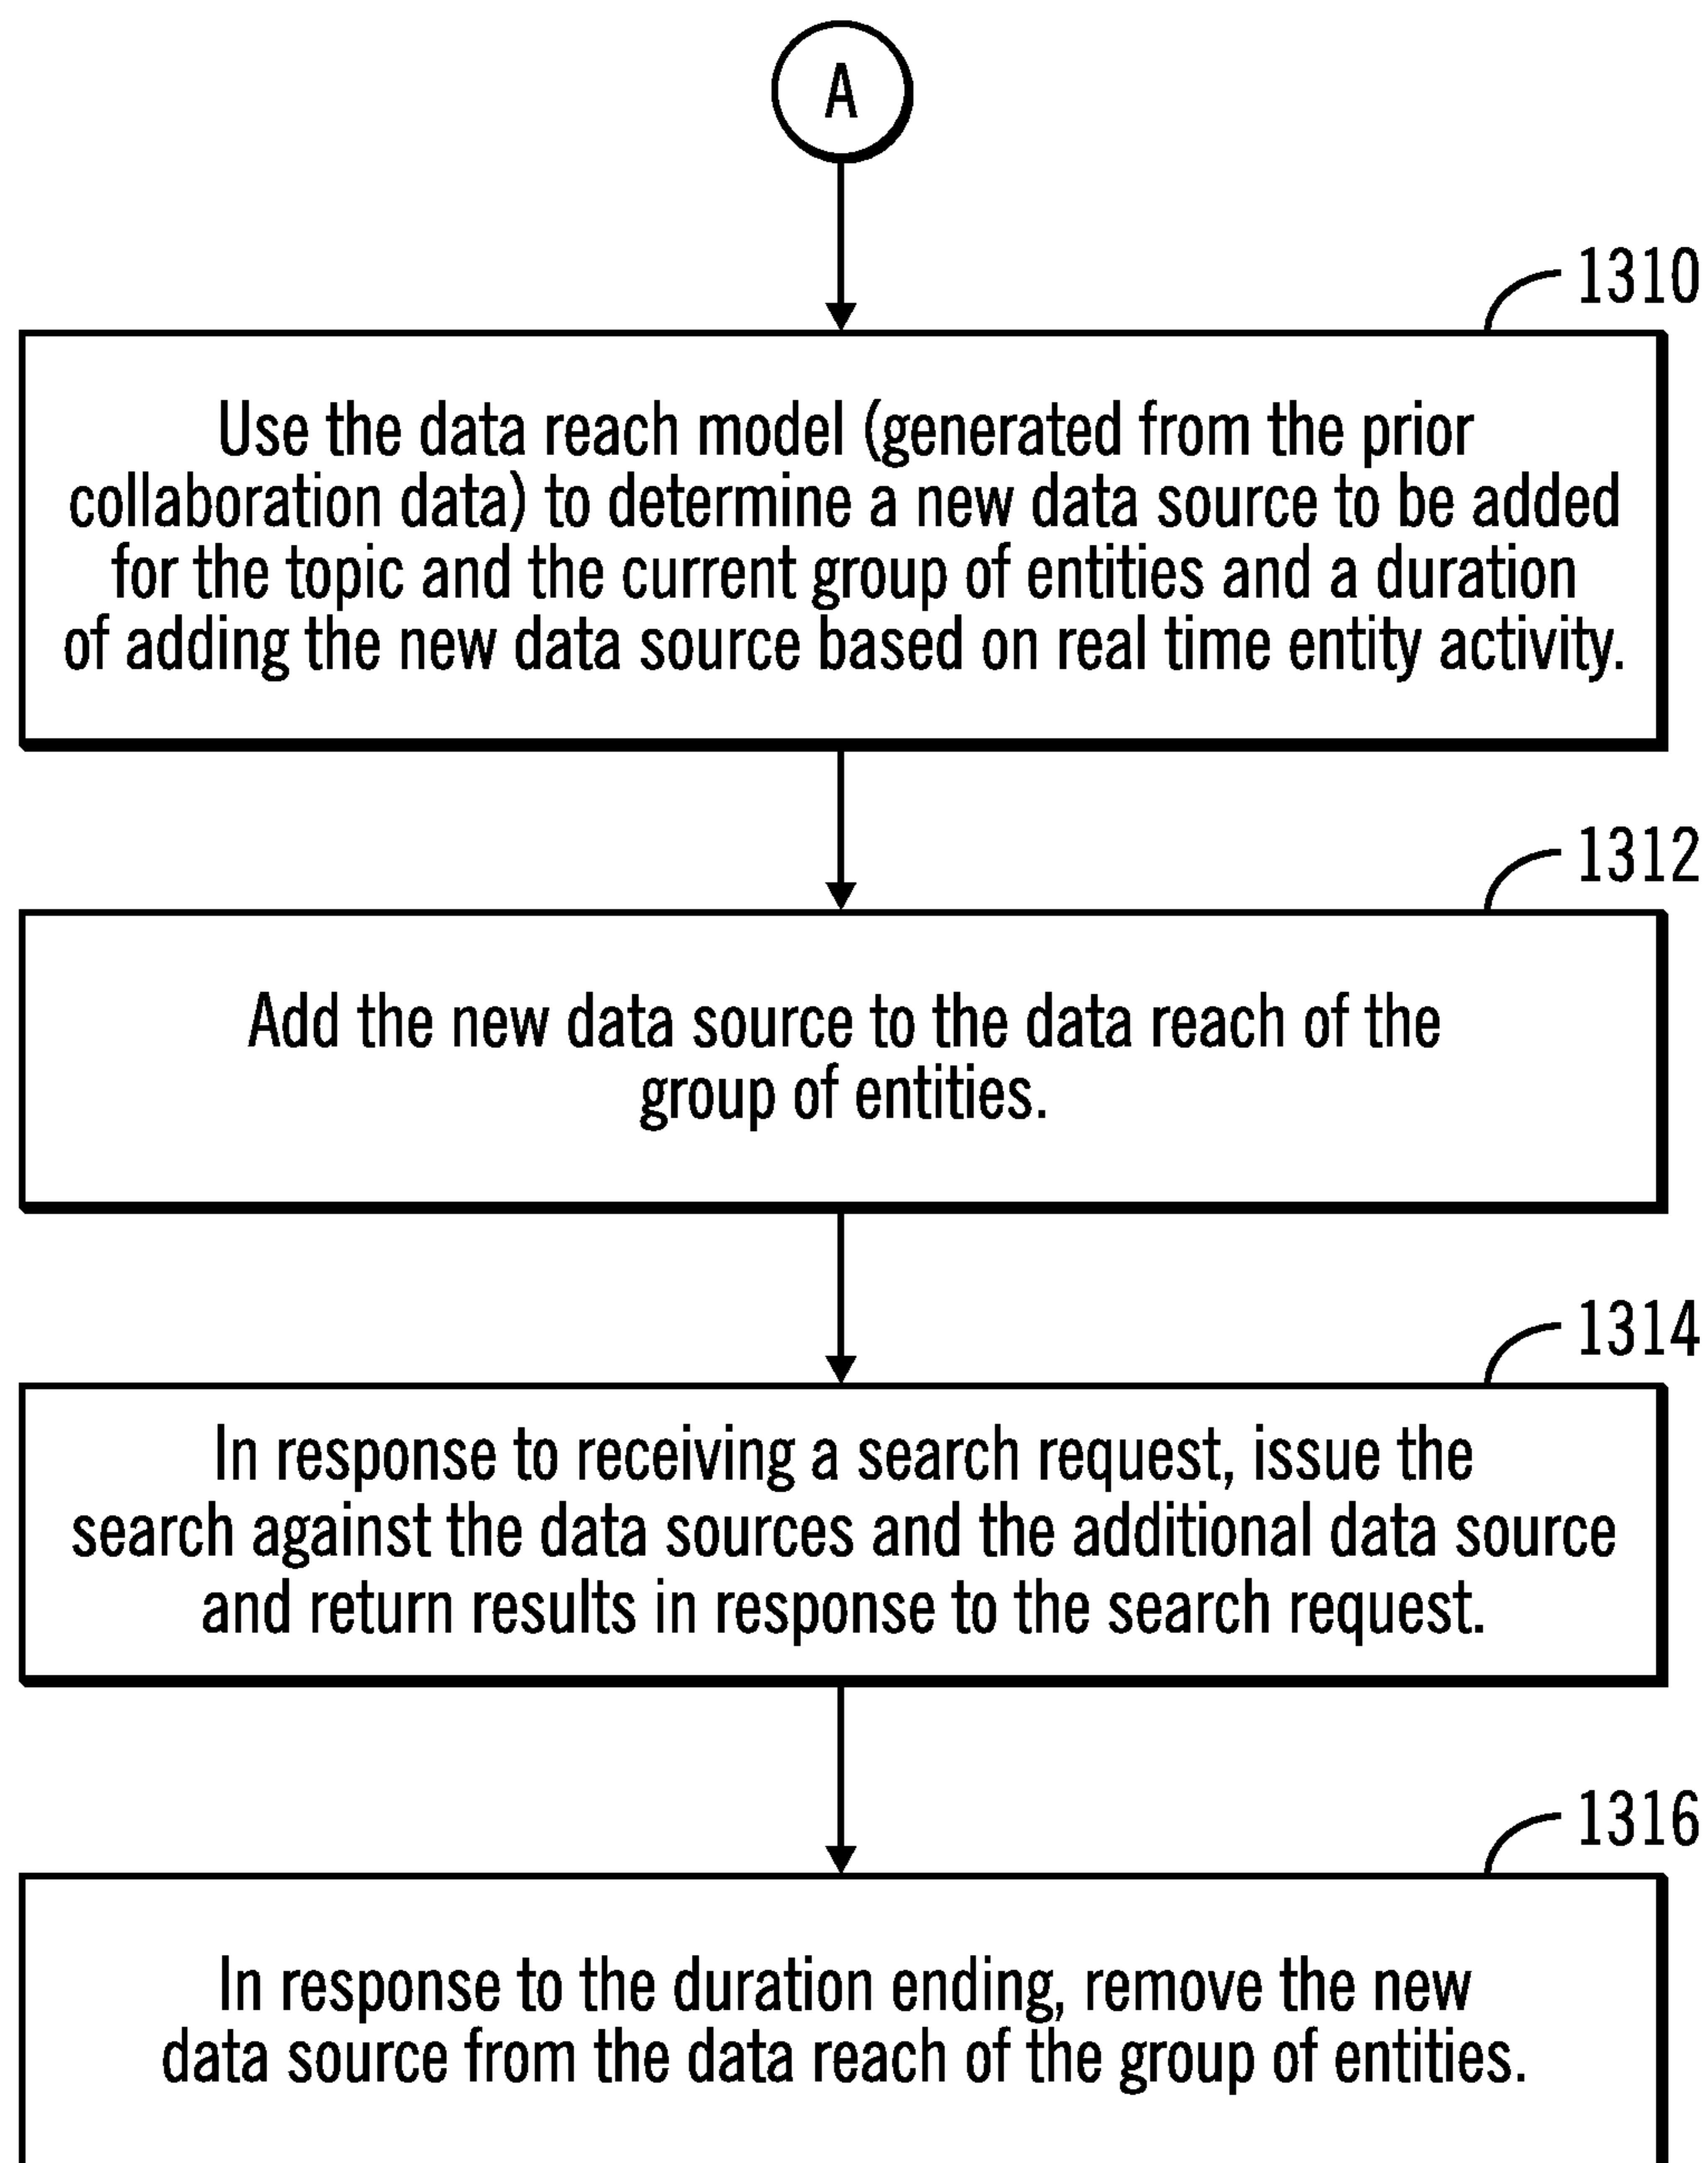 A
1310
Use the data reach model (generated from the prior
collaboration data) to determine a new data source to be added
for the topic and the current group of entities and a duration
of adding the new data source based on real time entity activity.
1312
Add the new data source to the data reach of the
group of entities.
1314
In response to receiving a search request, issue the
search against the data sources and the additional data source
and return results in response to the search request.
1316
In response to the duration ending, remove the new
data source from the data reach of the group of entities.